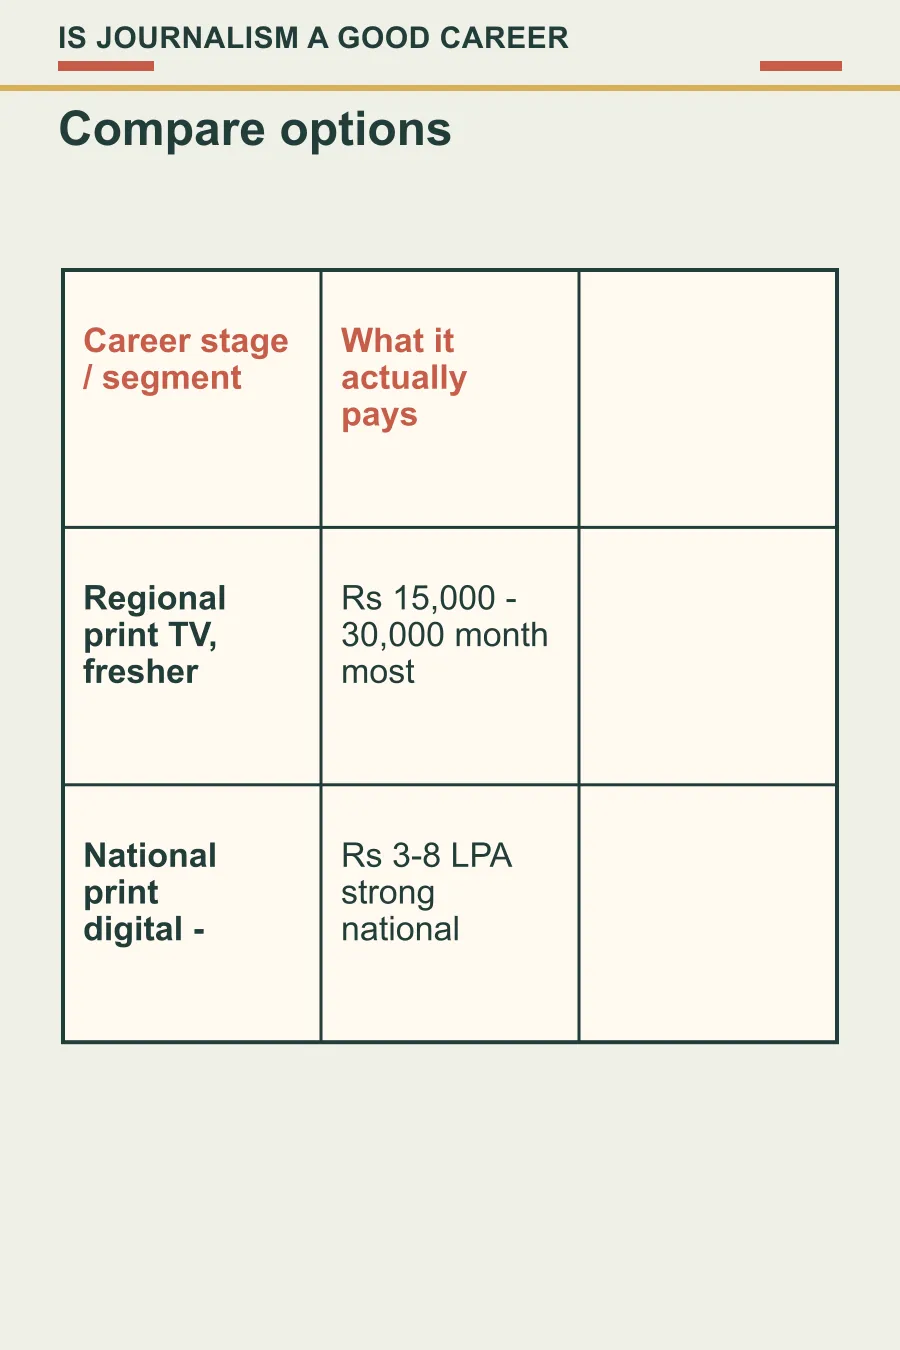 IS JOURNALISM A GOOD CAREER
Compare options
Career stage
/ segment
What it
actually
pays
Regional
print TV,
fresher
Rs 15,000 -
30,000 month
most
National
print
digital -
Rs 3-8 LPA
strong
national